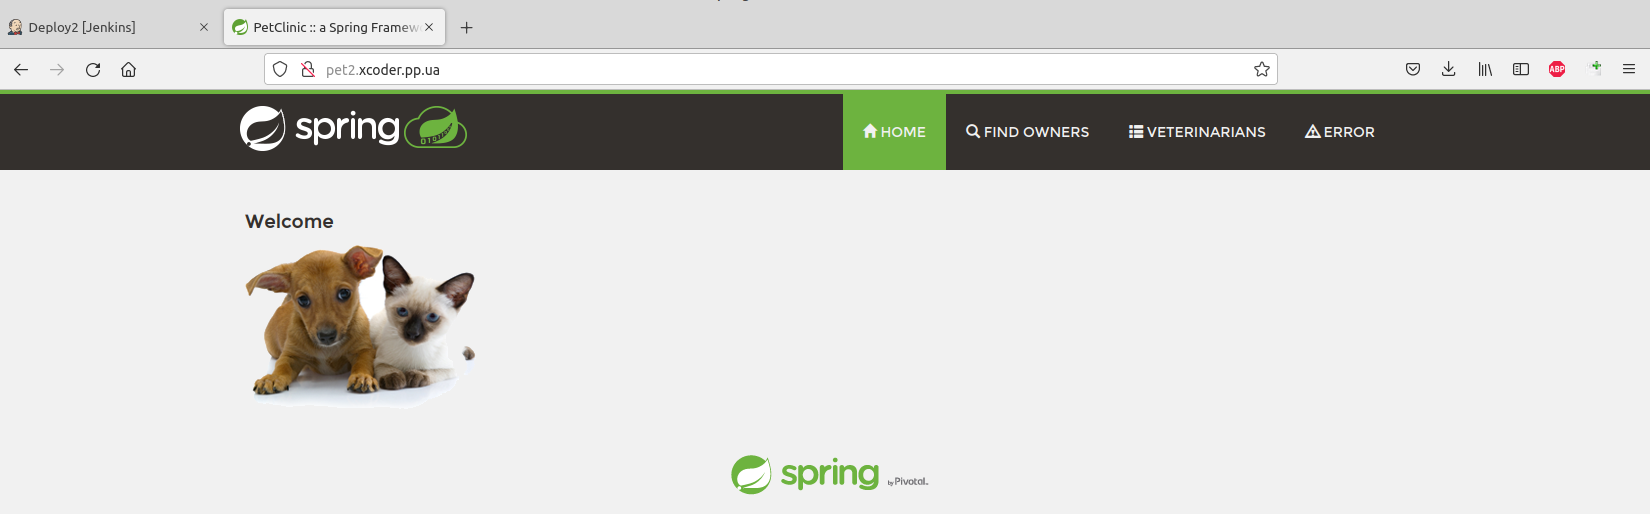 Deploy2 [Jenkins]
PetClinic :: a Spring Framew
pet2.xcoder.pp.ua
ABP
spring
HOME
FIND OWNERS
VETERINARIANS
ERROR
Welcome
spring by Pivotal.